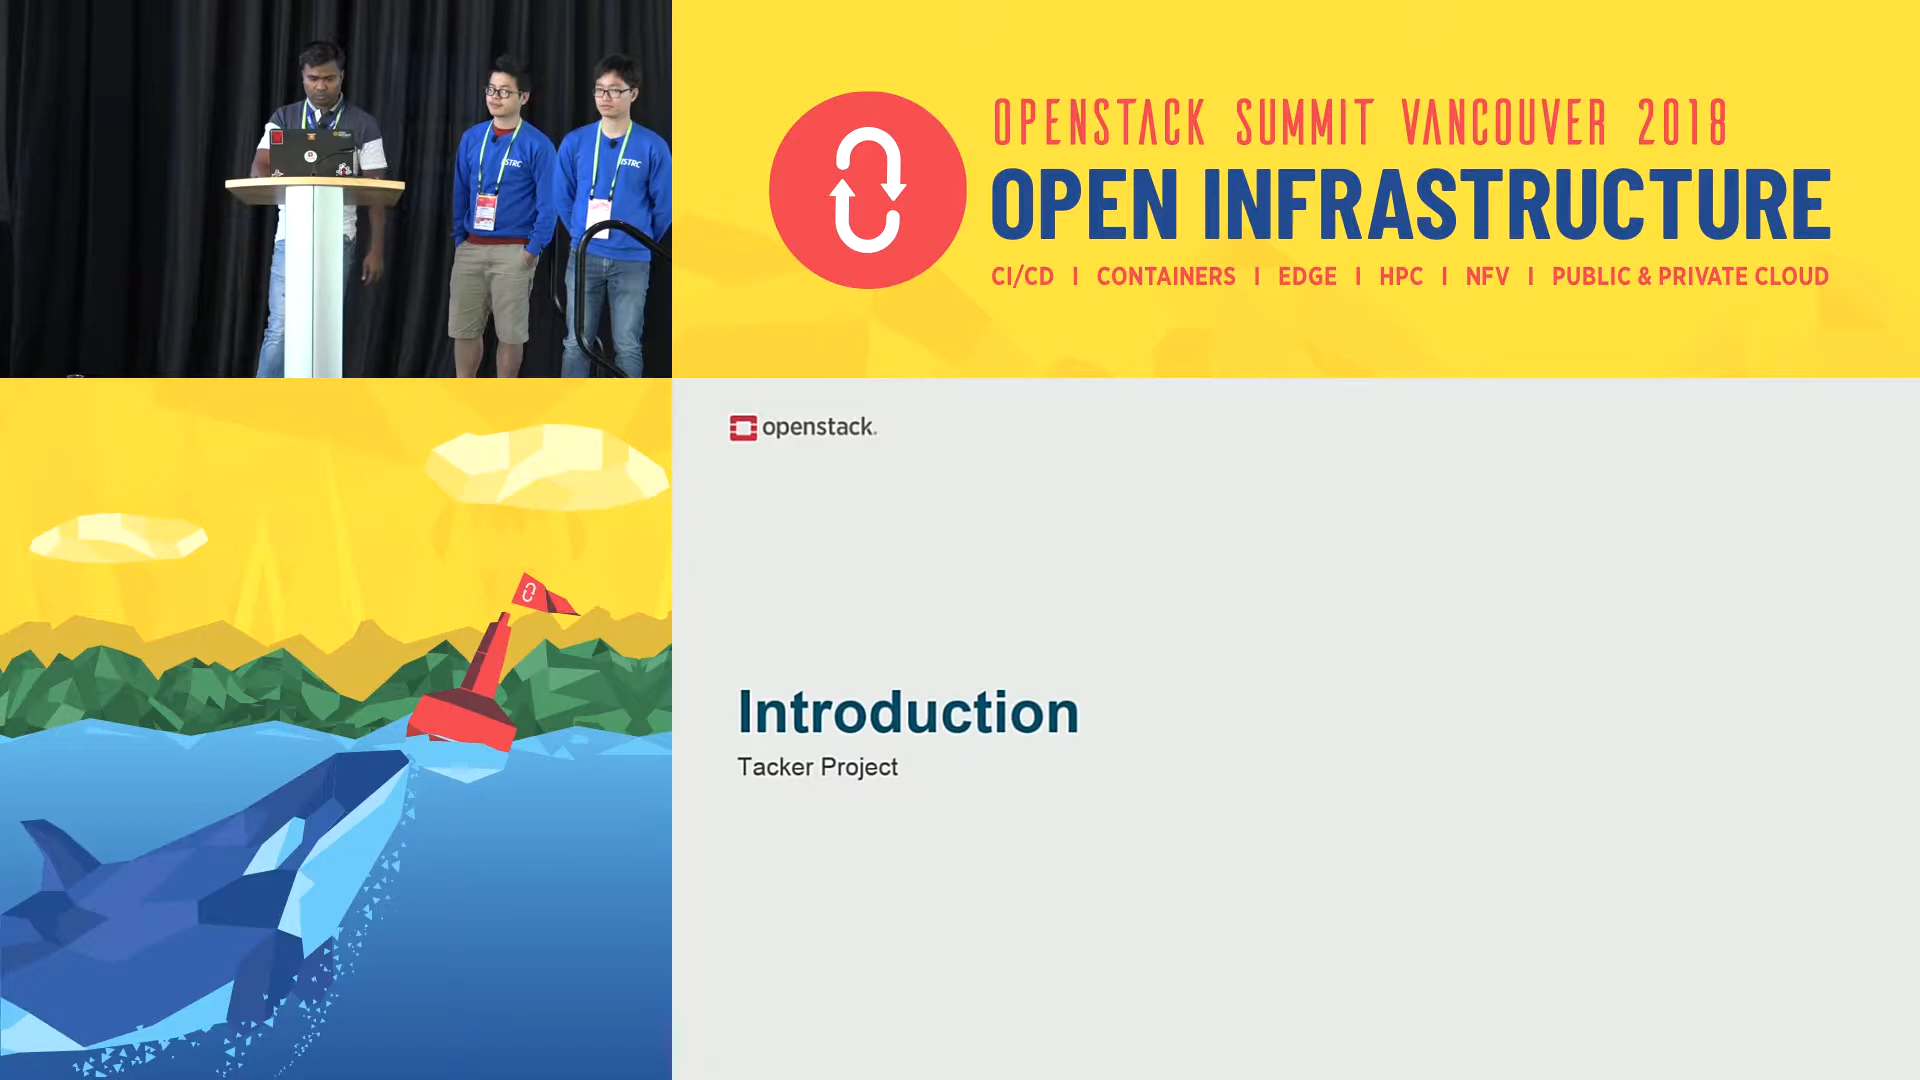 OPENSTACK SUMMIT VANCOUVER 2018
OPEN INFRASTRUCTURE
CI/CD | CONTAINERS | EDGE | HPC | NFV | PUBLIC & PRIVATE CLOUD
openstack.
Introduction
Tacker Project